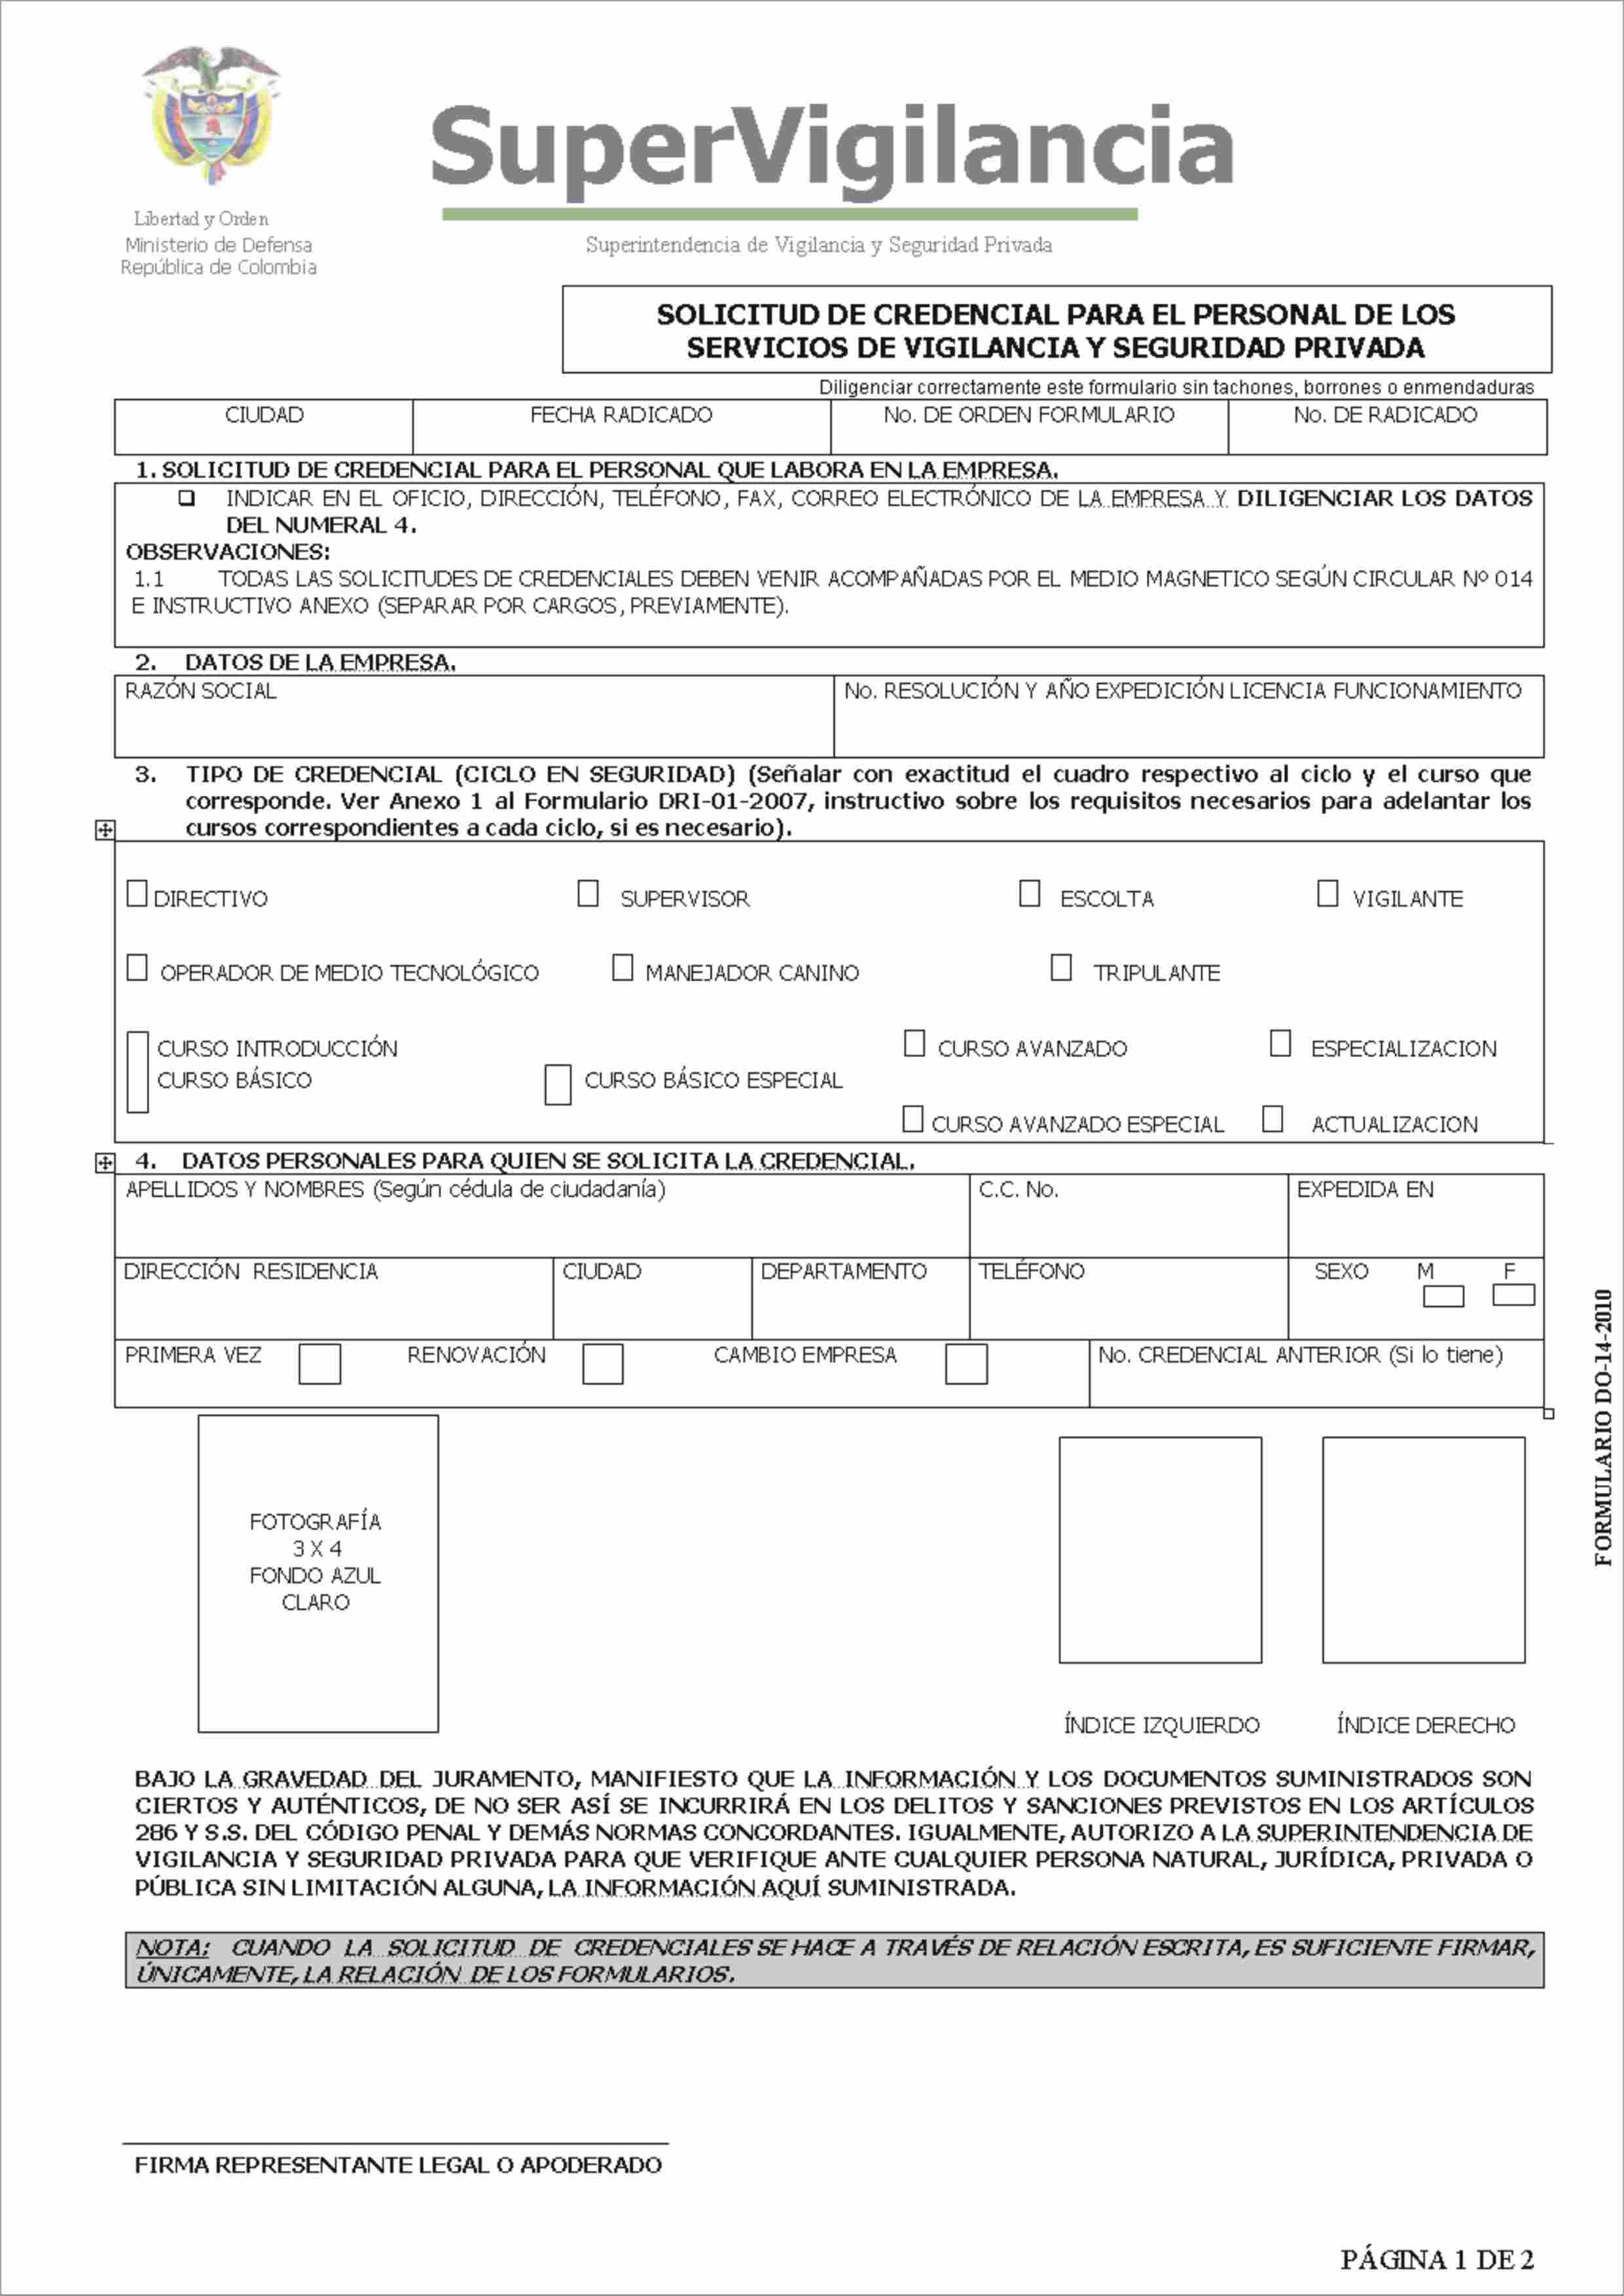 Libertad y Orden
Ministerio de Defensa
República de Colombia
SuperVigilancia
Superintendencia de Vigilancia y Seguridad Privada
SOLICITUD DE CREDENCIAL PARA EL PERSONAL DE LOS
SERVICIOS DE VIGILANCIA Y SEGURIDAD PRIVADA
Diligenciar correctamente este formulario sin tachones, borrones o enmendaduras
CIUDAD FECHA RADICADO No. DE ORDEN FORMULARIO No. DE RADICADO
1. SOLICITUD DE CREDENCIAL PARA EL PERSONAL QUE LABORA EN LA EMPRESA.
❑ INDICAR EN EL OFICIO, DIRECCIÓN, TELÉFONO, FAX, CORREO ELECTRÓNICO DE LA EMPRESA Y DILIGENCIAR LOS DATOS
DEL NUMERAL 4.
OBSERVACIONES:
1.1 TODAS LAS SOLICITUDES DE CREDENCIALES DEBEN VENIR ACOMPAÑADAS POR EL MEDIO MAGNETICO SEGÚN CIRCULAR Nº 014
E INSTRUCTIVO ANEXO (SEPARAR POR CARGOS, PREVIAMENTE).
2. DATOS DE LA EMPRESA.
RAZÓN SOCIAL No. RESOLUCIÓN Y AÑO EXPEDICIÓN LICENCIA FUNCIONAMIENTO
3. TIPO DE CREDENCIAL (CICLO EN SEGURIDAD) (Señalar con exactitud el cuadro respectivo al ciclo y el curso que
corresponde. Ver Anexo 1 al Formulario DRI-01-2007, instructivo sobre los requisitos necesarios para adelantar los
cursos correspondientes a cada ciclo, si es necesario).
DIRECTIVO SUPERVISOR ESCOLTA VIGILANTE
OPERADOR DE MEDIO TECNOLÓGICO MANEJADOR CANINO TRIPULANTE
CURSO INTRODUCCIÓN CURSO AVANZADO ESPECIALIZACION
CURSO BÁSICO CURSO BÁSICO ESPECIAL
CURSO AVANZADO ESPECIAL ACTUALIZACION
4. DATOS PERSONALES PARA QUIEN SE SOLICITA LA CREDENCIAL.
APELLIDOS Y NOMBRES (Según cédula de ciudadanía) C.C. No. EXPEDIDA EN
DIRECCIÓN RESIDENCIA CIUDAD DEPARTAMENTO TELÉFONO SEXO M F
PRIMERA VEZ RENOVACIÓN CAMBIO EMPRESA No. CREDENCIAL ANTERIOR (Si lo tiene)
FORMULARIO DO-14-2010
FOTOGRAFÍA
3 X 4
FONDO AZUL
CLARO
ÍNDICE IZQUIERDO ÍNDICE DERECHO
BAJO LA GRAVEDAD DEL JURAMENTO, MANIFIESTO QUE LA INFORMACIÓN Y LOS DOCUMENTOS SUMINISTRADOS SON
CIERTOS Y AUTÉNTICOS, DE NO SER ASÍ SE INCURRIRÁ EN LOS DELITOS Y SANCIONES PREVISTOS EN LOS ARTÍCULOS
286 Y S.S. DEL CÓDIGO PENAL Y DEMÁS NORMAS CONCORDANTES. IGUALMENTE, AUTORIZO A LA SUPERINTENDENCIA DE
VIGILANCIA Y SEGURIDAD PRIVADA PARA QUE VERIFIQUE ANTE CUALQUIER PERSONA NATURAL, JURÍDICA, PRIVADA O
PÚBLICA SIN LIMITACIÓN ALGUNA, LA INFORMACIÓN AQUÍ SUMINISTRADA.
NOTA: CUANDO LA SOLICITUD DE CREDENCIALES SE HACE A TRAVÉS DE RELACIÓN ESCRITA, ES SUFICIENTE FIRMAR,
ÚNICAMENTE, LA RELACIÓN DE LOS FORMULARIOS.
FIRMA REPRESENTANTE LEGAL O APODERADO
PÁGINA 1 DE 2